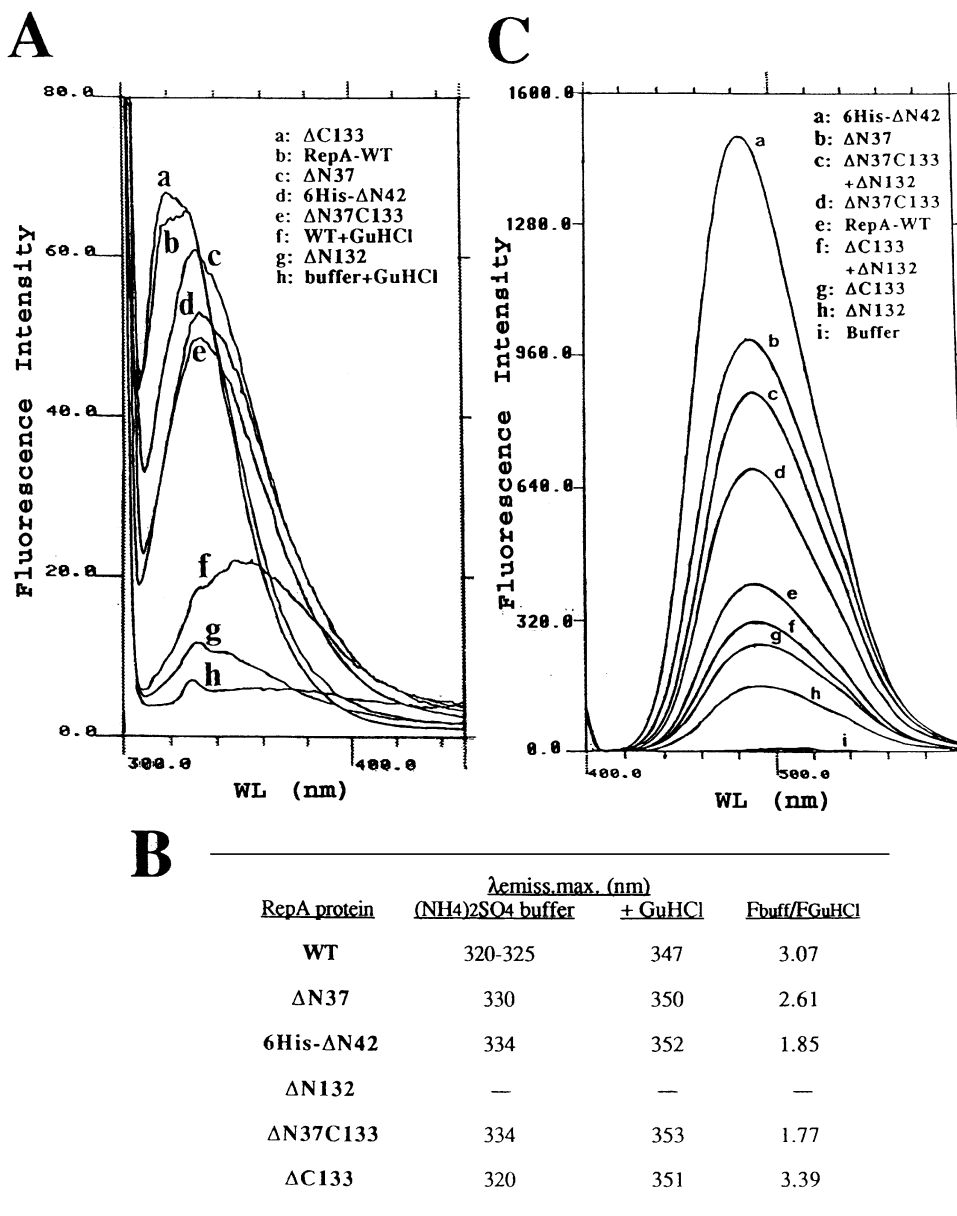 A
80.0
60.0
40.0
20.0
0.0
Fluorescence Intensity
300.0
400.0
WL (nm)
a: ΔC133
b: RepA-WT
c: ΔN37
d: 6His-ΔN42
e: ΔN37C133
f: WT+GuHCl
g: ΔN132
h: buffer+GuHCl
a
b
c
d
e
f
g
h
C
1600.0
1280.0
960.0
640.0
320.0
0.0
Fluorescence Intensity
400.0
500.0
WL (nm)
a: 6His-ΔN42
b: ΔN37
c: ΔN37C133
+ΔN132
d: ΔN37C133
e: RepA-WT
f: ΔC133
+ΔN132
g: ΔC133
h: ΔN132
i: Buffer
a
b
c
d
e
f
g
h
i
B
λemiss.max. (nm)
RepA protein (NH4)2SO4 buffer + GuHCl Fbuff/FGuHCl
WT 320-325 347 3.07
ΔN37 330 350 2.61
6His-ΔN42 334 352 1.85
ΔN132 — — —
ΔN37C133 334 353 1.77
ΔC133 320 351 3.39